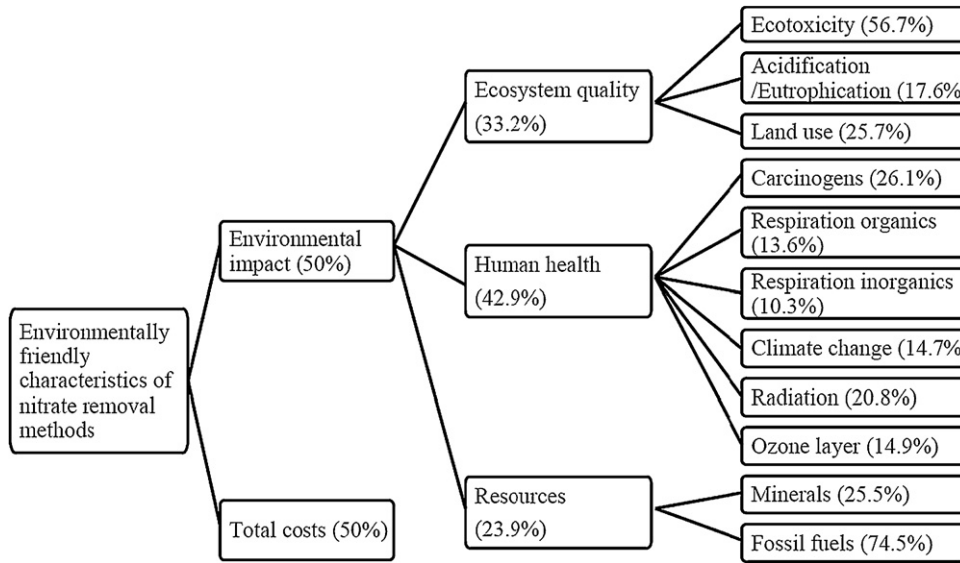 Environmentally
friendly
characteristics of
nitrate removal
methods
Environmental
impact (50%)
Total costs (50%)
Ecosystem quality
(33.2%)
Human health
(42.9%)
Resources
(23.9%)
Ecotoxicity (56.7%)
Acidification
/Eutrophication (17.6%
Land use (25.7%)
Carcinogens (26.1%)
Respiration organics
(13.6%)
Respiration inorganics
(10.3%)
Climate change (14.7%
Radiation (20.8%)
Ozone layer (14.9%)
Minerals (25.5%)
Fossil fuels (74.5%)